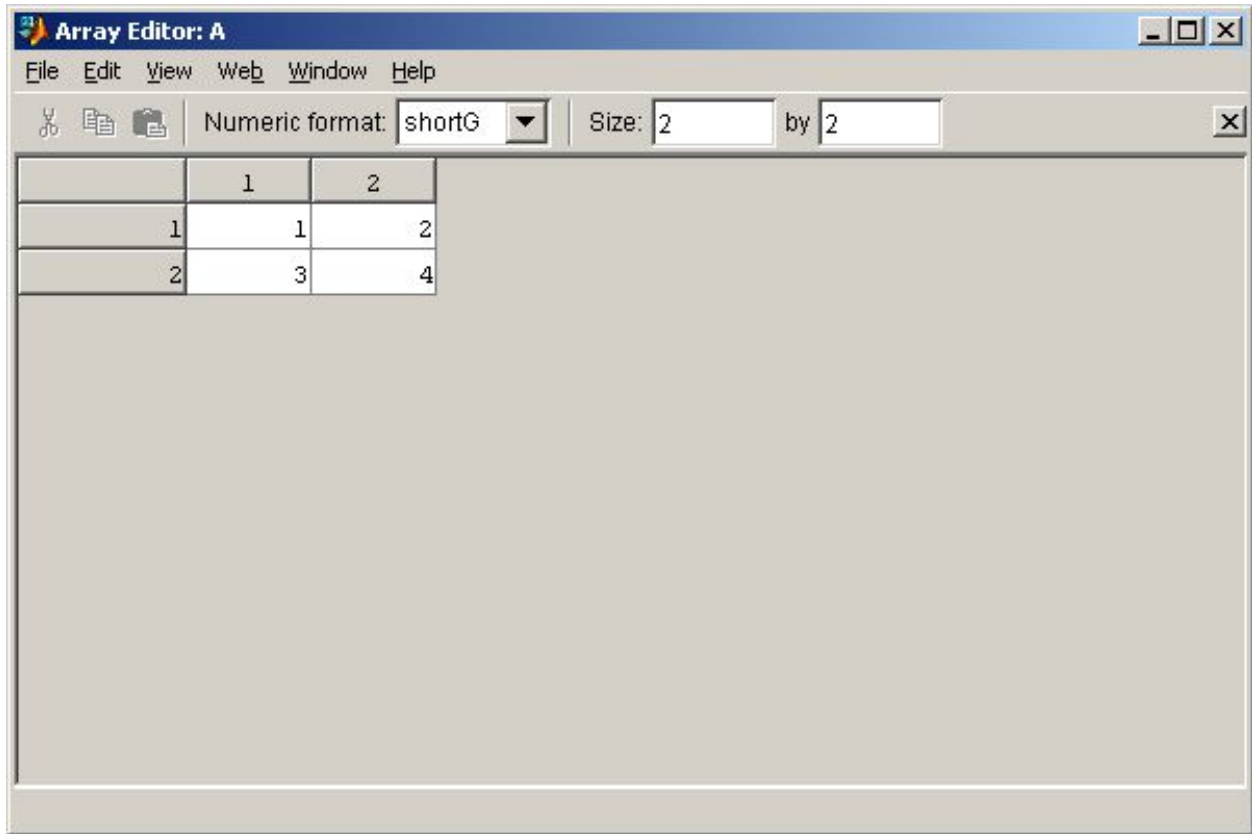 Array Editor: A
File Edit View Web Window Help
Numeric format: shortG Size: 2 by 2
1 2
1 1 2
2 3 4